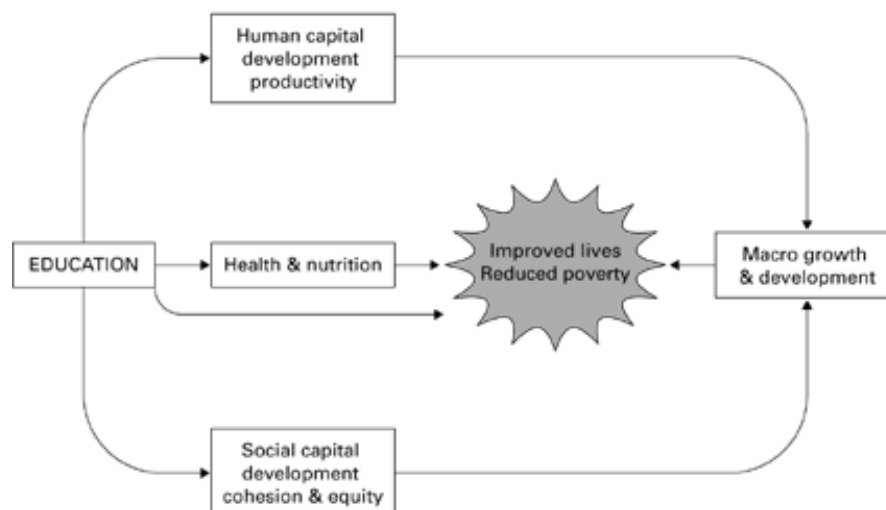 Human capital
development
productivity
EDUCATION
Health & nutrition
Improved lives
Reduced poverty
Macro growth
& development
Social capital
development
cohesion & equity